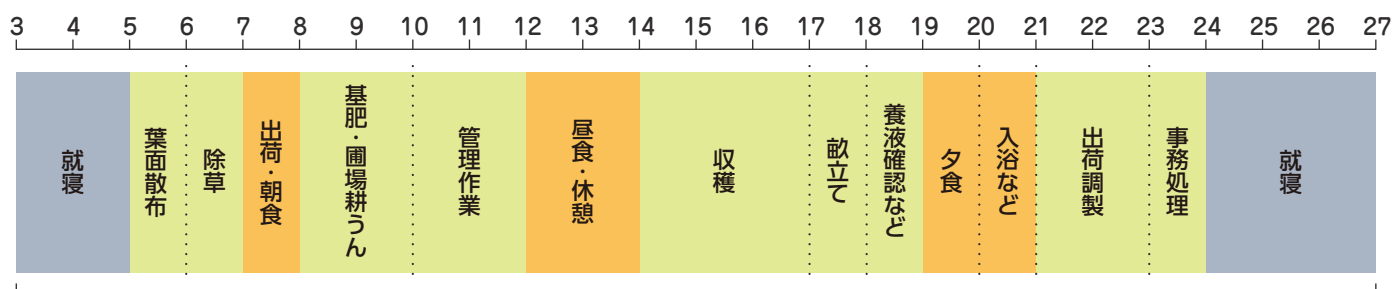 3 4 5 6 7 8 9 10 11 12 13 14 15 16 17 18 19 20 21 22 23 24 25 26 27
就寝
葉面散布
除草
出荷・朝食
基肥・圃場耕うん
管理作業
昼食・休憩
収穫
畝立て
養液確認など
夕食
入浴など
出荷調製
事務処理
就寝